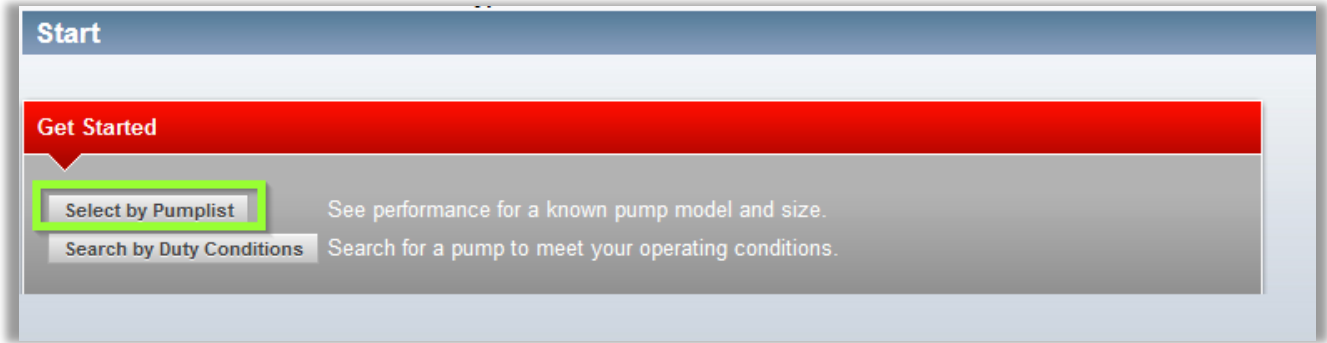 Start
Get Started
Select by Pumplist See performance for a known pump model and size.
Search by Duty Conditions Search for a pump to meet your operating conditions.